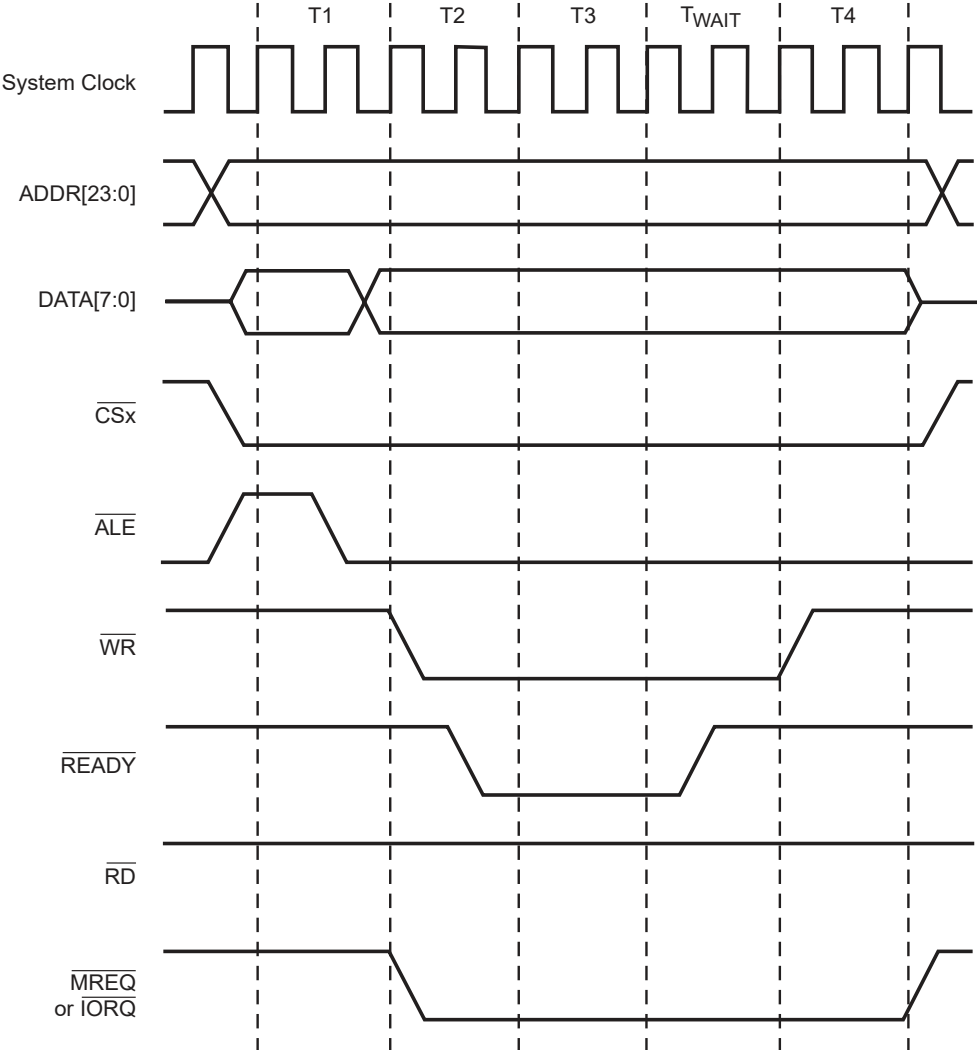 T1 T2 T3 TWAIT T4
System Clock
ADDR[23:0]
DATA[7:0]
CSx
ALE
WR
READY
RD
MREQ
or IORQ